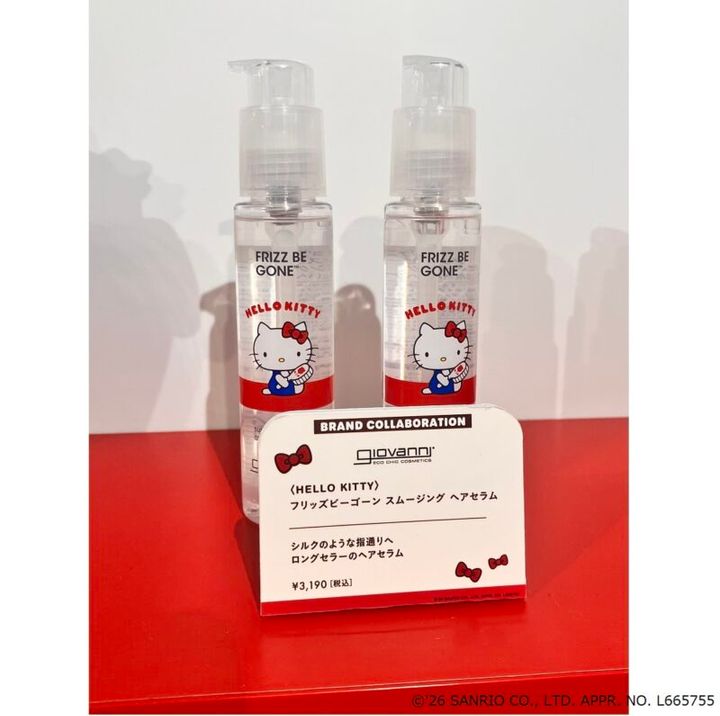 FRIZZ BE
GONE™
HELLO KITTY
FRIZZ BE
GONE™
HELLO KITTY
BRAND COLLABORATION
giovanni
ECO CHIC COSMETICS
〈HELLO KITTY〉
フリッズビーゴーン スムージング ヘアセラム
シルクのような指通りへ
ロングセラーのヘアセラム
¥3,190 [税込]
©'26 SANRIO CO., LTD. APPR. NO. L665755